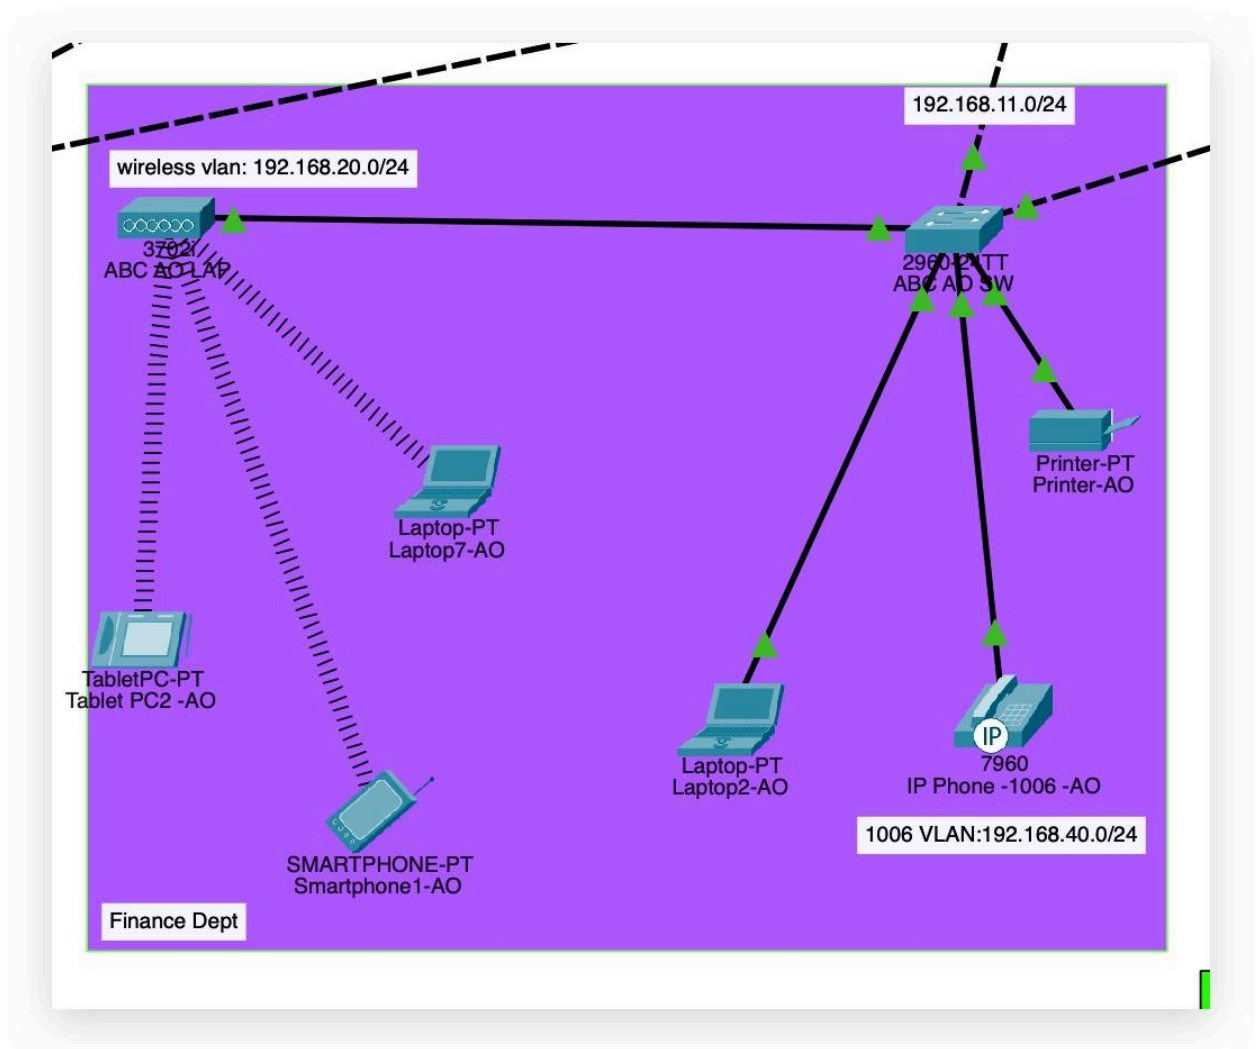 192.168.11.0/24
wireless vlan: 192.168.20.0/24
3702i
ABC AO LAP
2960-24TT
ABC AO SW
Printer-PT
Printer-AO
Laptop-PT
Laptop7-AO
TabletPC-PT
Tablet PC2 -AO
Laptop-PT
Laptop2-AO
IP
7960
IP Phone -1006 -AO
1006 VLAN:192.168.40.0/24
SMARTPHONE-PT
Smartphone1-AO
Finance Dept